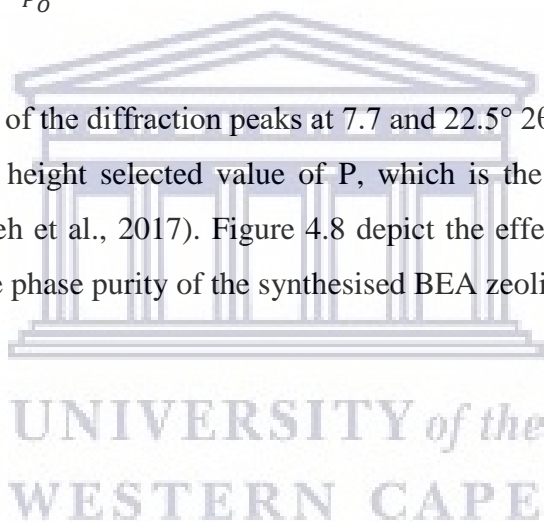 P_o
of the diffraction peaks at 7.7 and 22.5° 2θ
height selected value of P, which is the
eh et al., 2017). Figure 4.8 depict the effe
e phase purity of the synthesised BEA zeoli
UNIVERSITY of the
WESTERN CAPE